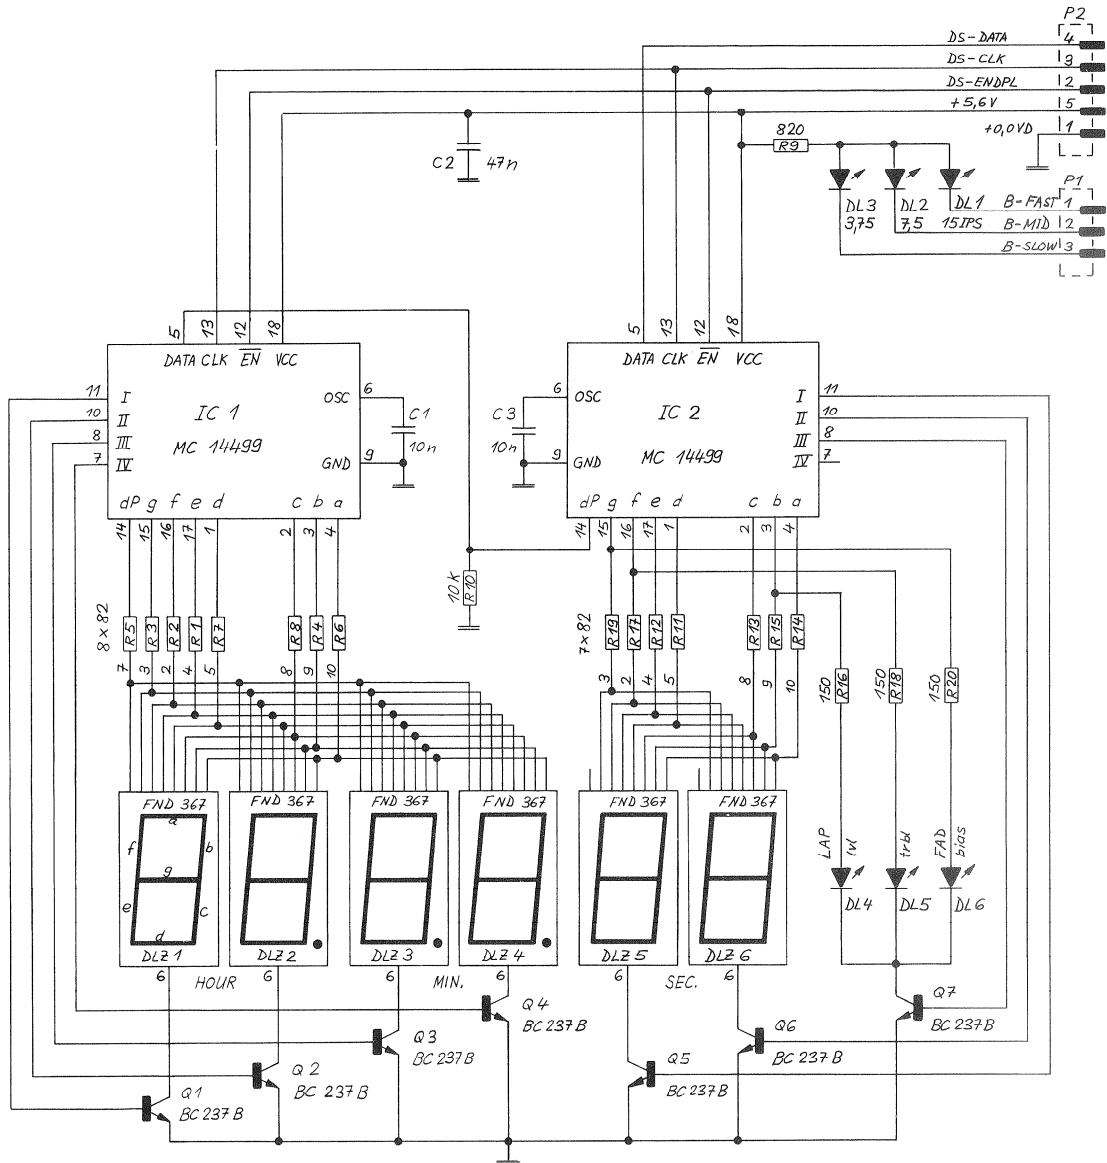 P2
DS-DATA 4
DS-CLK 3
DS-ENDPL 2
+5,6V 5
+0,0VD 1
C2 47n
820
R9
P1
DL3 DL2 DL1 B-FAST 1
3,75 7,5 15IPS B-MID 2
B-SLOW 3
5 13 12 18
DATA CLK EN VCC
11 I
10 II
8 III
7 IV
IC 1
MC 14499
OSC 6
GND 9
C1
10n
dP g f e d c b a
14 15 16 17 1 2 3 4
5 13 12 18
DATA CLK EN VCC
6 OSC
9 GND
C3
10n
IC 2
MC 14499
I 11
II 10
III 8
IV 7
dP g f e d c b a
14 15 16 17 1 2 3 4
10K
R10
8 x 82
R5 R3 R2 R1 R7 R8 R4 R6
7 3 2 4 5 8 9 10
7 x 82
R19 R17 R12 R11 R13 R15 R14
3 2 4 5 8 9 10
150 R16
150 R18
150 R20
FND 367 FND 367 FND 367 FND 367 FND 367 FND 367
a
f b
g
e c
d
DLZ 1 DLZ 2 DLZ 3 DLZ 4 DLZ 5 DLZ 6
6 6 6 6 6 6
HOUR MIN. SEC.
LAP lvl
trbl
FAD bias
DL4 DL5 DL6
Q4
BC 237B
Q3
BC 237B
Q2
BC 237B
Q1
BC 237B
Q7
BC 237B
Q6
BC 237B
Q5
BC 237B